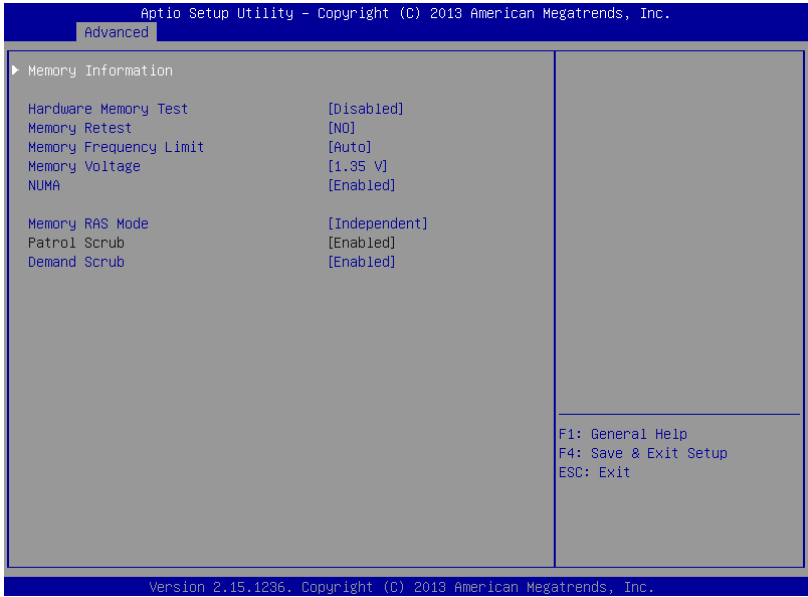 Aptio Setup Utility – Copyright (C) 2013 American Megatrends, Inc.
Advanced
Memory Information
Hardware Memory Test [Disabled]
Memory Retest [NO]
Memory Frequency Limit [Auto]
Memory Voltage [1.35 V]
NUMA [Enabled]
Memory RAS Mode [Independent]
Patrol Scrub [Enabled]
Demand Scrub [Enabled]
F1: General Help
F4: Save & Exit Setup
ESC: Exit
Version 2.15.1236. Copyright (C) 2013 American Megatrends, Inc.